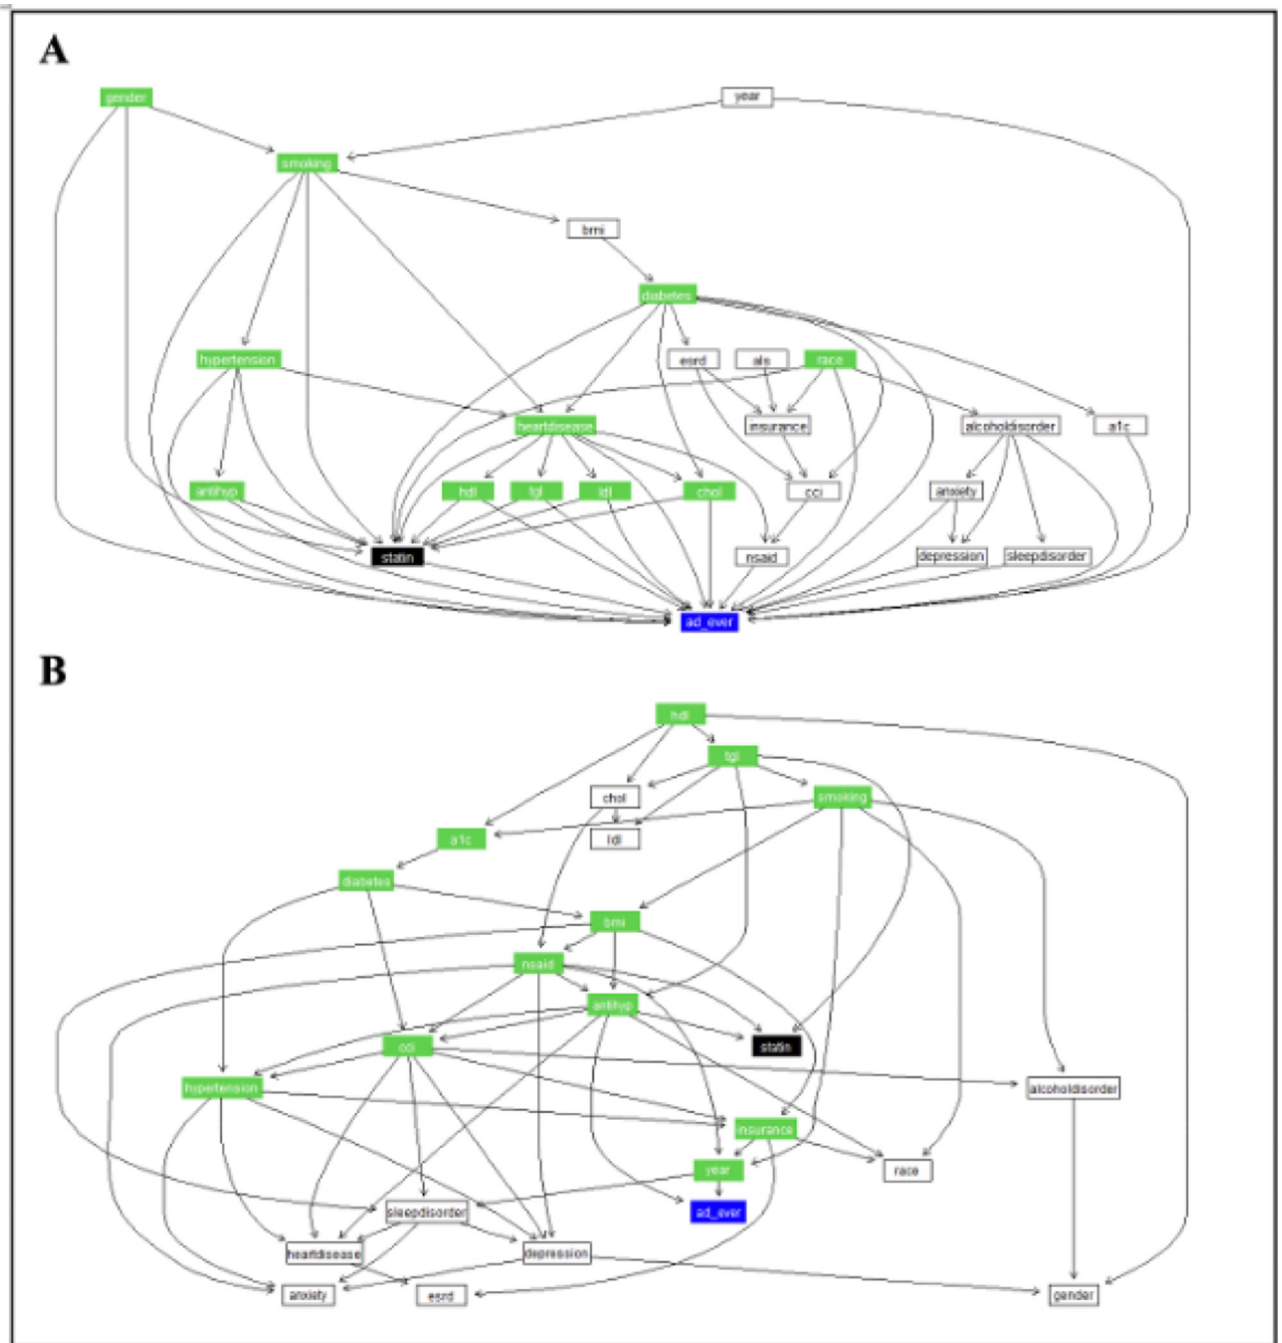 A
gender
year
smoking
bmi
diabetes
hypertension
esrd
als
race
heartdisease
insurance
alcoholdisorder
a1c
antihyp
hdl
tgl
ldl
chol
cci
anxiety
statin
nsaid
depression
sleepdisorder
ad_ever
B
hdl
tgl
chol
smoking
a1c
ldl
diabetes
bmi
nsaid
antihyp
cci
statin
hypertension
alcoholdisorder
insurance
year
race
sleepdisorder
ad_ever
heartdisease
depression
anxiety
esrd
gender